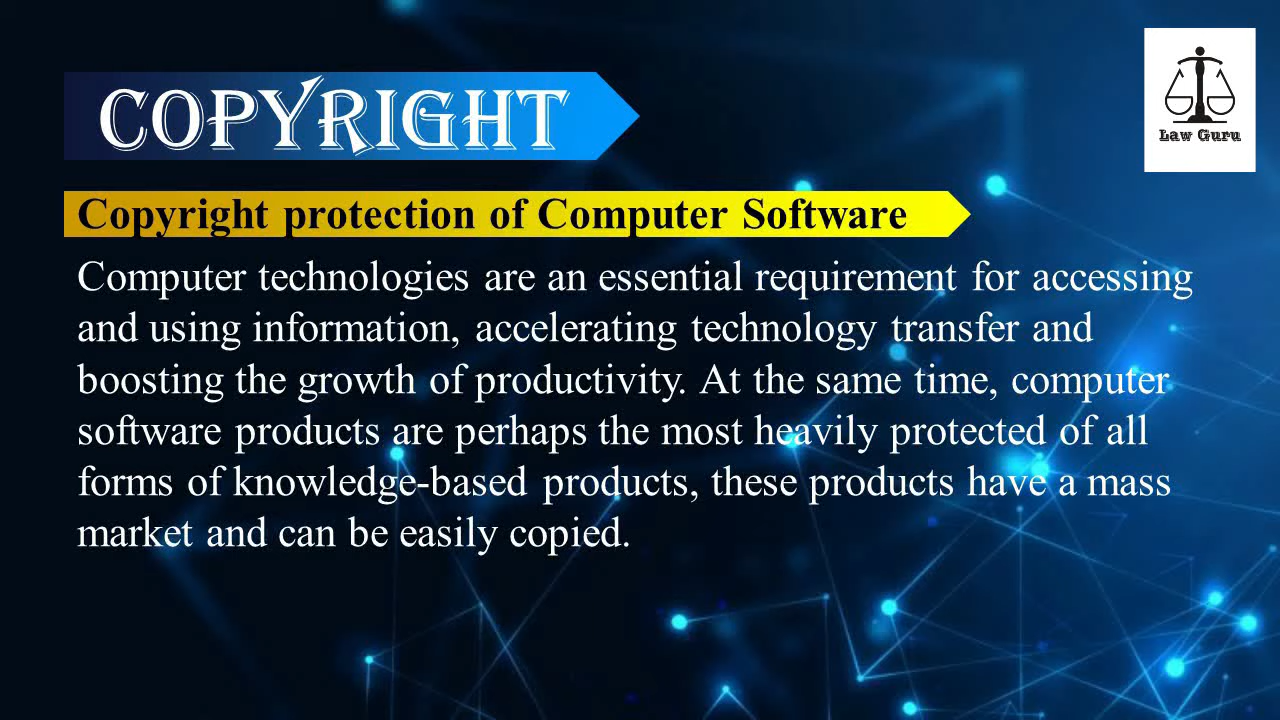 COPYRIGHT
Law Guru
Copyright protection of Computer Software
Computer technologies are an essential requirement for accessing
and using information, accelerating technology transfer and
boosting the growth of productivity. At the same time, computer
software products are perhaps the most heavily protected of all
forms of knowledge-based products, these products have a mass
market and can be easily copied.